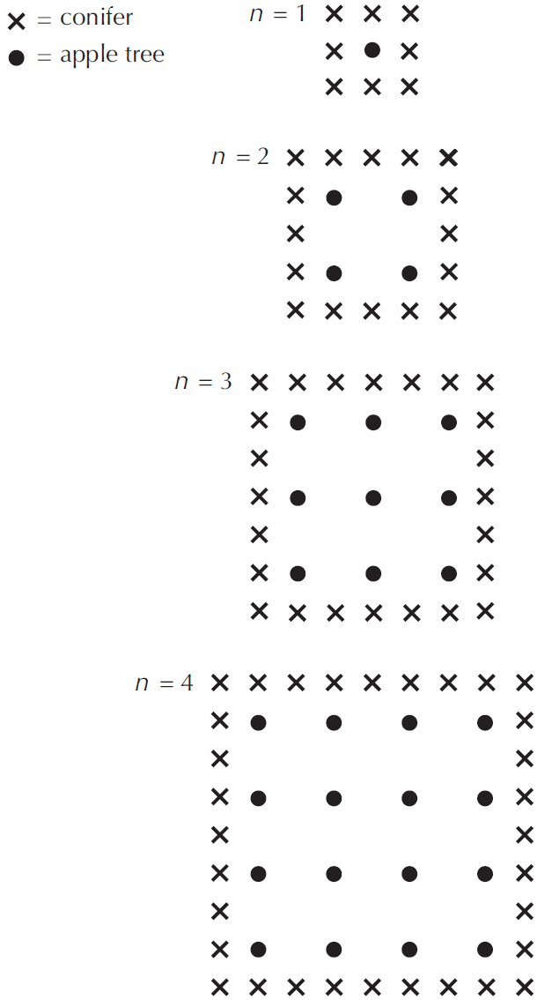 × = conifer
● = apple tree
n = 1
n = 2
n = 3
n = 4